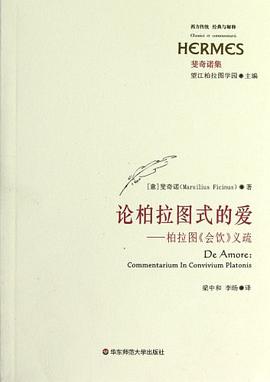 西方传统 经典与解释
Classici et commentarii
HERMES
斐奇诺集
望江柏拉图学园●主编
[意]斐奇诺(Marsilius Ficinus)●著
论柏拉图式的爱
——柏拉图《会饮》义疏
De Amore:
Commentarium In Convivium Platonis
梁中和 李旸●译
华东师范大学出版社